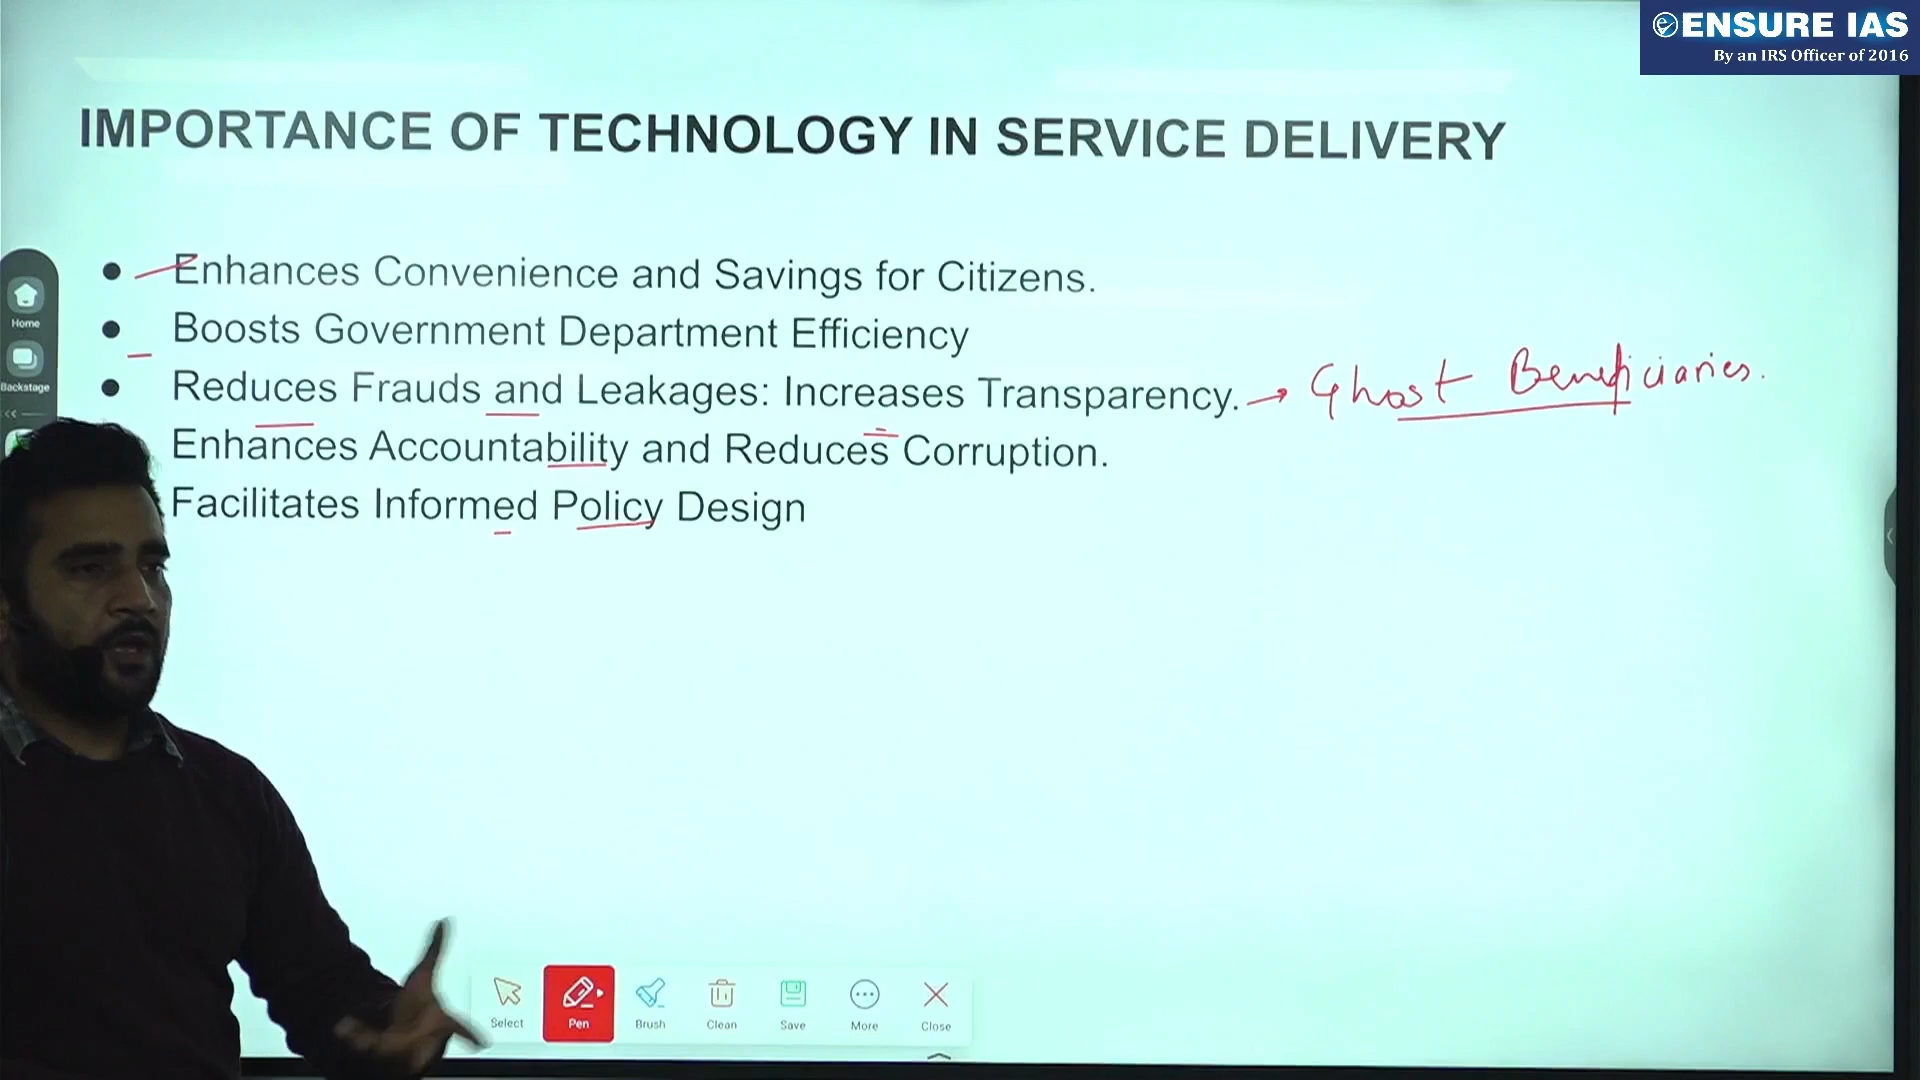 ENSURE IAS
By an IRS Officer of 2016
IMPORTANCE OF TECHNOLOGY IN SERVICE DELIVERY
● Enhances Convenience and Savings for Citizens.
● Boosts Government Department Efficiency
● Reduces Frauds and Leakages: Increases Transparency. → Ghost Beneficiaries.
Enhances Accountability and Reduces Corruption.
Facilitates Informed Policy Design
Home
Backstage
<<
Select Pen Brush Clean Save More Close